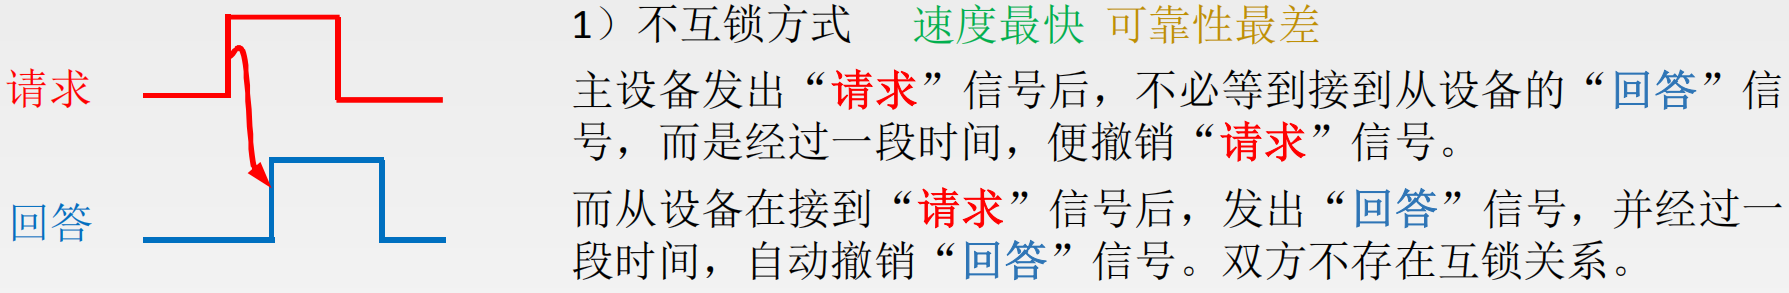 1）不互锁方式 速度最快 可靠性最差
请求
主设备发出“请求”信号后，不必等到接到从设备的“回答”信
号，而是经过一段时间，便撤销“请求”信号。
回答
而从设备在接到“请求”信号后，发出“回答”信号，并经过一
段时间，自动撤销“回答”信号。双方不存在互锁关系。